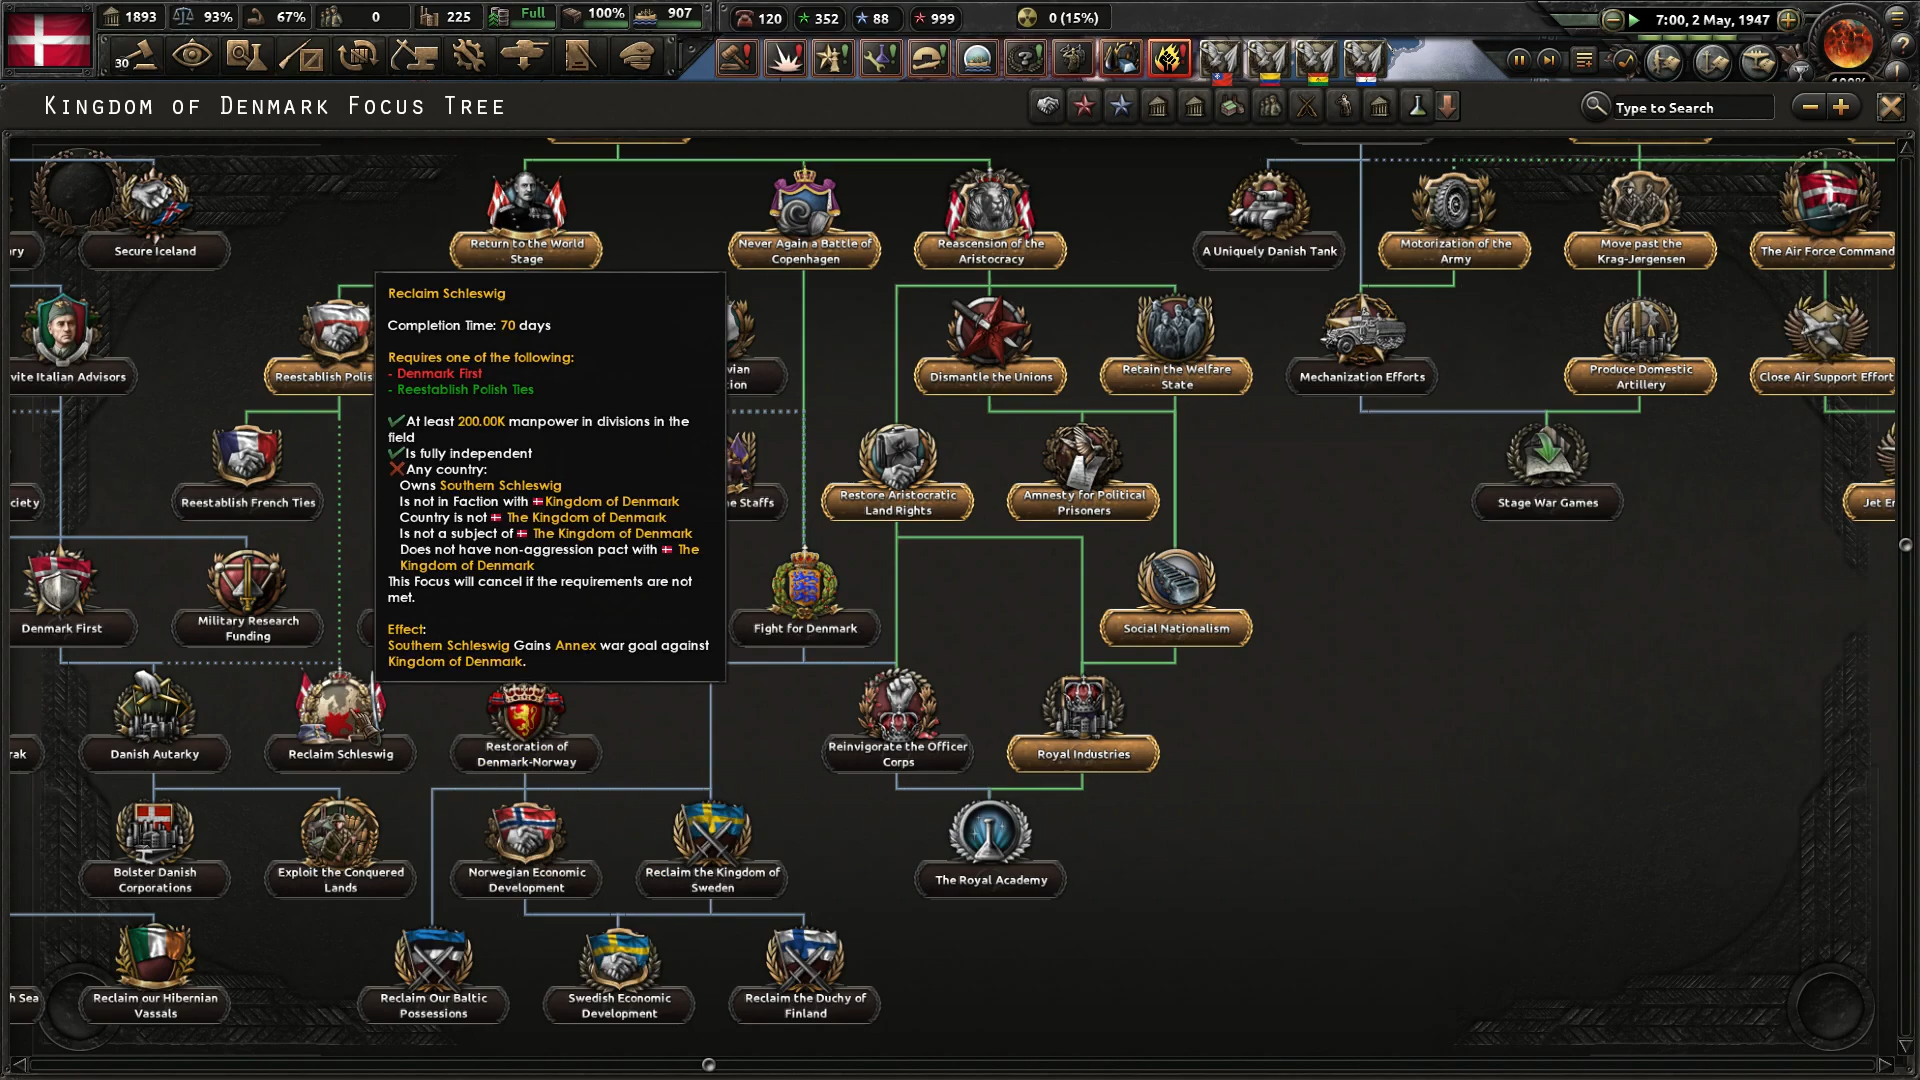 1893
93%
67%
0
225
Full
100%
907
120
352
88
999
0 (15%)
7:00, 2 May, 1947
30
100%
Kingdom of Denmark Focus Tree
Type to Search
Secure Iceland
Return to the World
Stage
Never Again a Battle of
Copenhagen
Reascension of the
Aristocracy
A Uniquely Danish Tank
Motorization of the
Army
Move past the
Krag-Jørgensen
The Air Force Command
Reclaim Schleswig
Completion Time: 70 days
Requires one of the following:
- Denmark First
- Reestablish Polish Ties
At least 200.00K manpower in divisions in the
field
Is fully independent
Any country:
Owns Southern Schleswig
Is not in Faction with Kingdom of Denmark
Country is not The Kingdom of Denmark
Is not a subject of The Kingdom of Denmark
Does not have non-aggression pact with The
Kingdom of Denmark
This Focus will cancel if the requirements are not
met.
Effect:
Southern Schleswig Gains Annex war goal against
Kingdom of Denmark.
vite Italian Advisors
Reestablish Polis
vian
tion
Dismantle the Unions
Retain the Welfare
State
Mechanization Efforts
Produce Domestic
Artillery
Close Air Support Effort
ciety
Reestablish French Ties
e Staffs
Restore Aristocratic
Land Rights
Amnesty for Political
Prisoners
Stage War Games
Jet En
Denmark First
Military Research
Funding
Fight for Denmark
Social Nationalism
rak
Danish Autarky
Reclaim Schleswig
Restoration of
Denmark-Norway
Reinvigorate the Officer
Corps
Royal Industries
Bolster Danish
Corporations
Exploit the Conquered
Lands
Norwegian Economic
Development
Reclaim the Kingdom of
Sweden
The Royal Academy
h Sea
Reclaim our Hibernian
Vassals
Reclaim Our Baltic
Possessions
Swedish Economic
Development
Reclaim the Duchy of
Finland